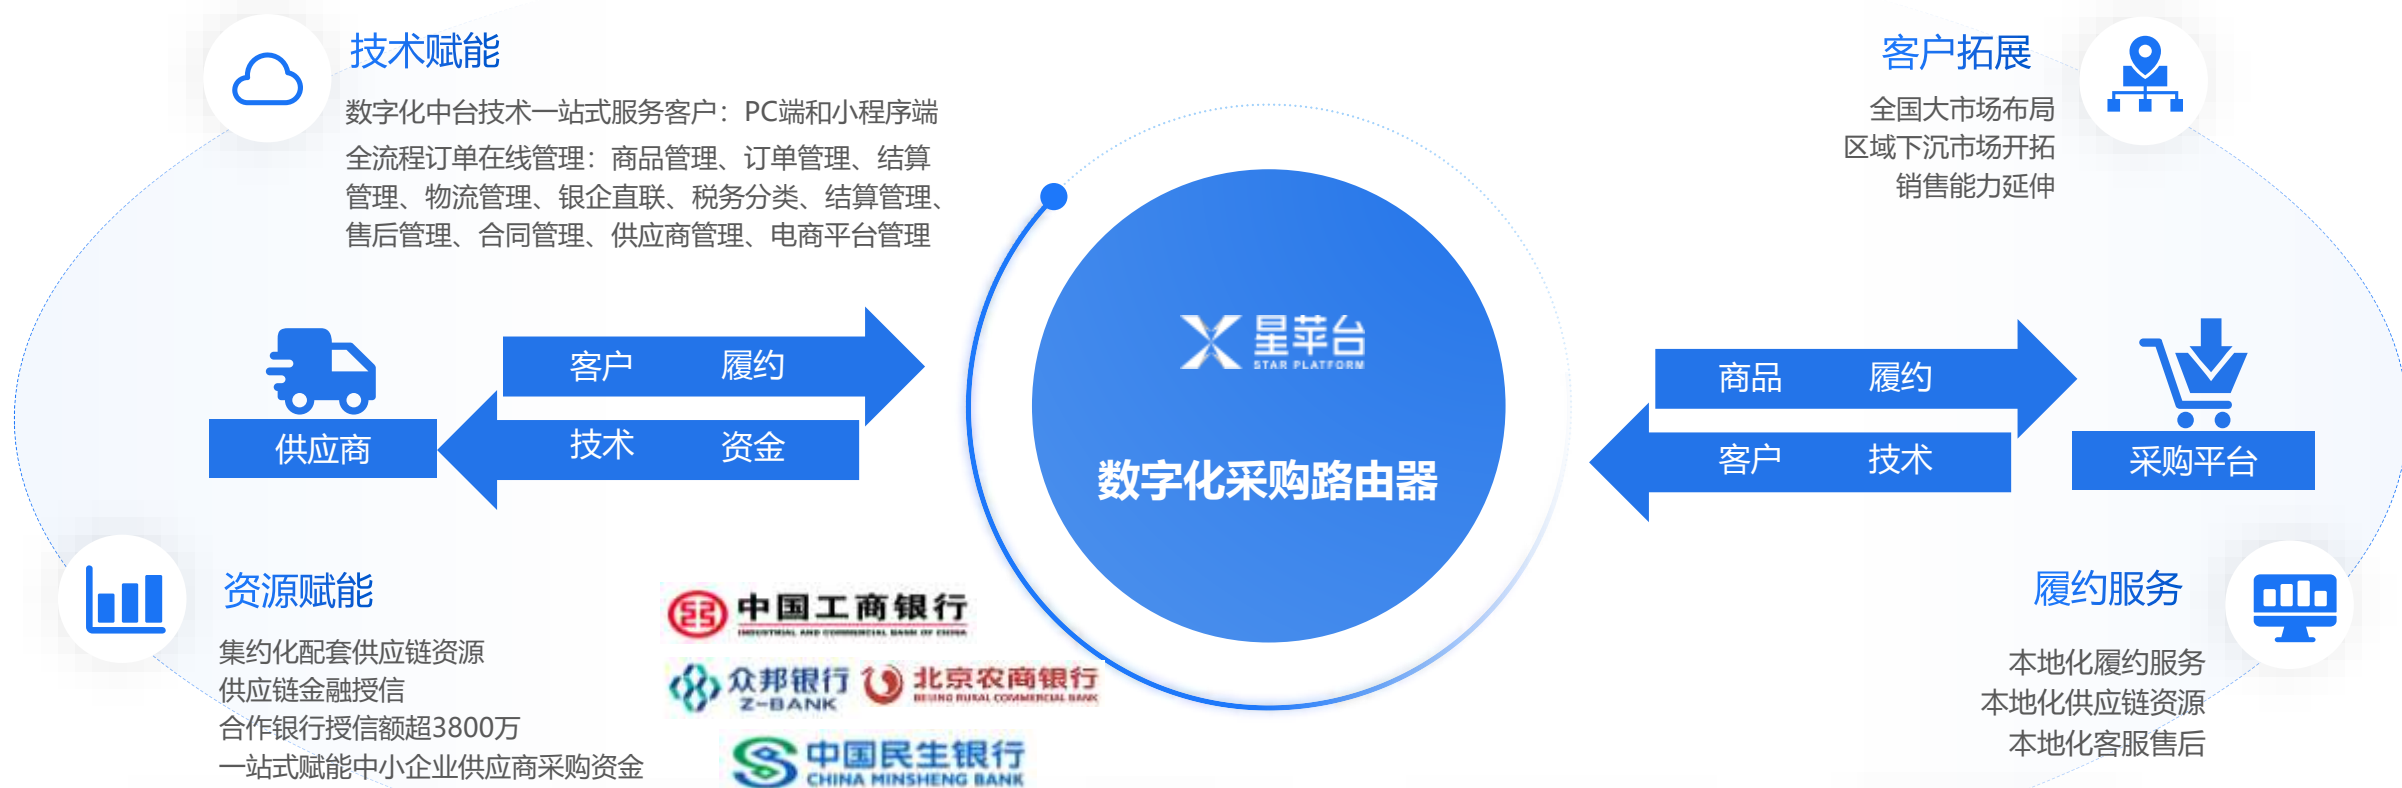 技术赋能
数字化中台技术一站式服务客户：PC端和小程序端
全流程订单在线管理：商品管理、订单管理、结算
管理、物流管理、银企直联、税务分类、结算管理、
售后管理、合同管理、供应商管理、电商平台管理
客户拓展
全国大市场布局
区域下沉市场开拓
销售能力延伸
客户 履约
技术 资金
供应商
星苹台
STAR PLATFORM
数字化采购路由器
商品 履约
客户 技术
采购平台
资源赋能
集约化配套供应链资源
供应链金融授信
合作银行授信额超3800万
一站式赋能中小企业供应商采购资金
中国工商银行
INDUSTRIAL AND COMMERCIAL BANK OF CHINA
众邦银行
Z-BANK
北京农商银行
BEIJING RURAL COMMERCIAL BANK
中国民生银行
CHINA MINSHENG BANK
履约服务
本地化履约服务
本地化供应链资源
本地化客服售后